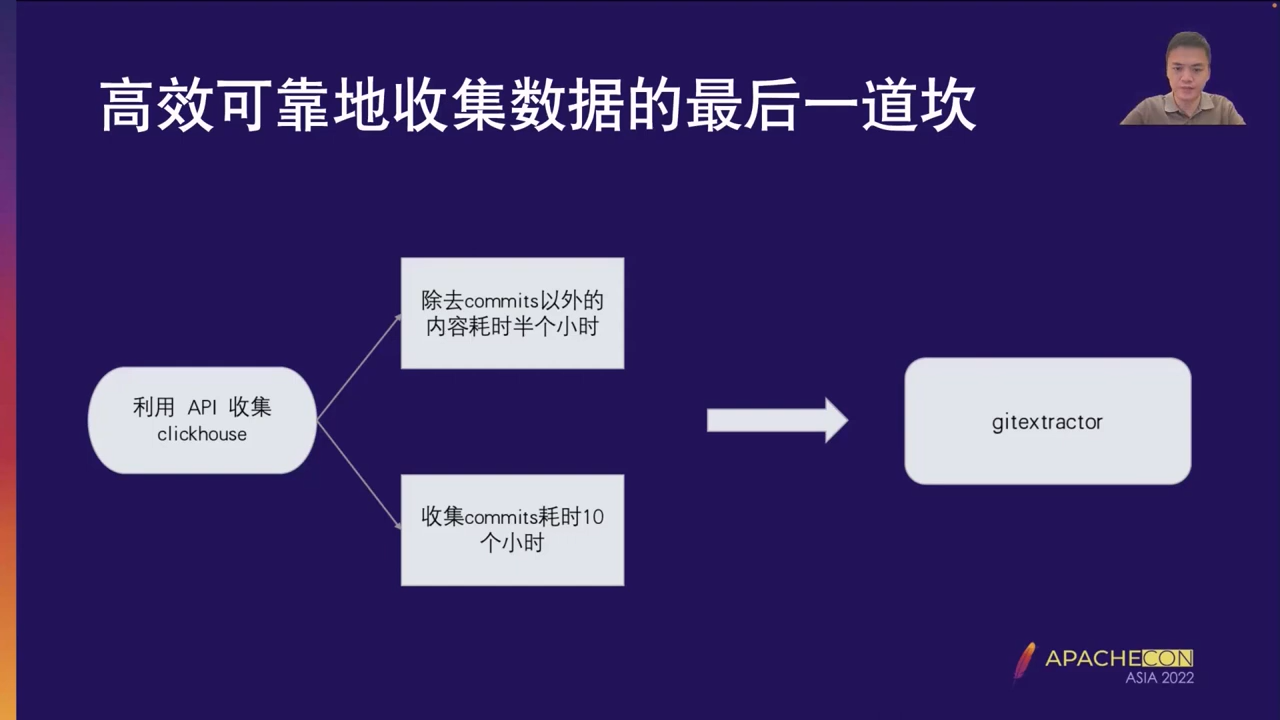 高效可靠地收集数据的最后一道坎
除去commits以外的
内容耗时半个小时
利用 API 收集
clickhouse
gitextractor
收集commits耗时10
个小时
APACHECON
ASIA 2022